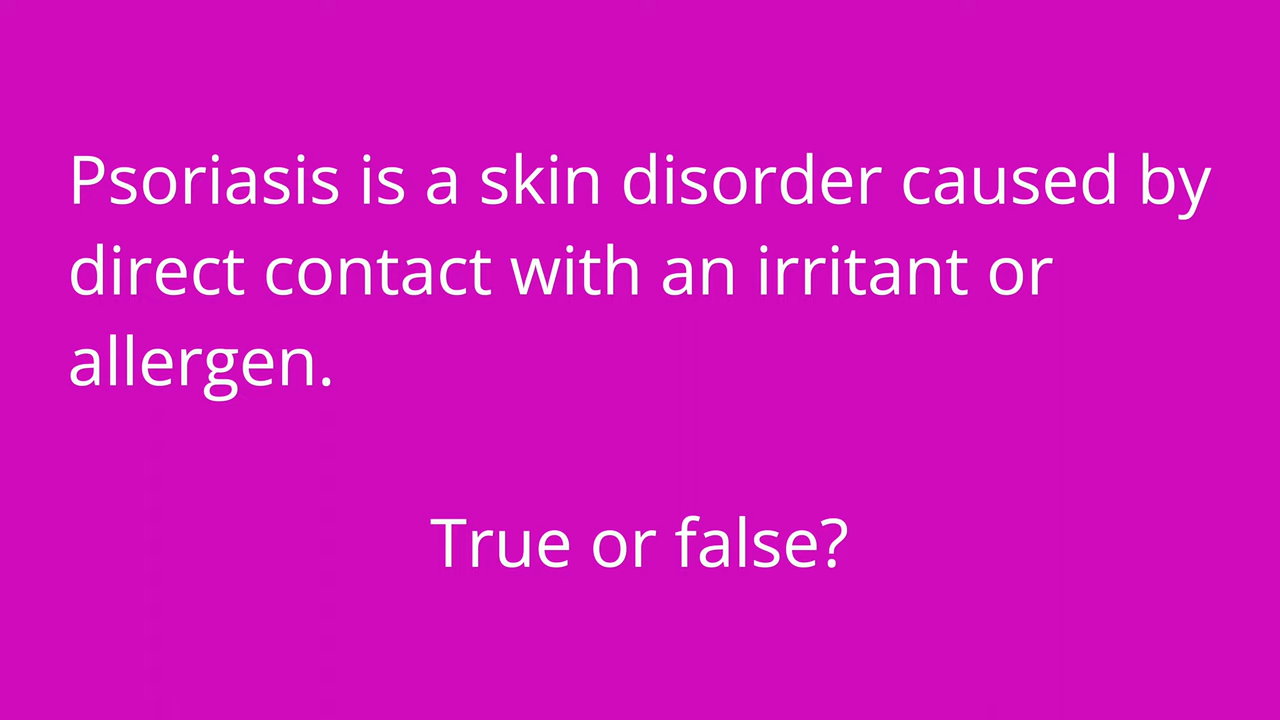 Psoriasis is a skin disorder caused by
direct contact with an irritant or
allergen.
True or false?